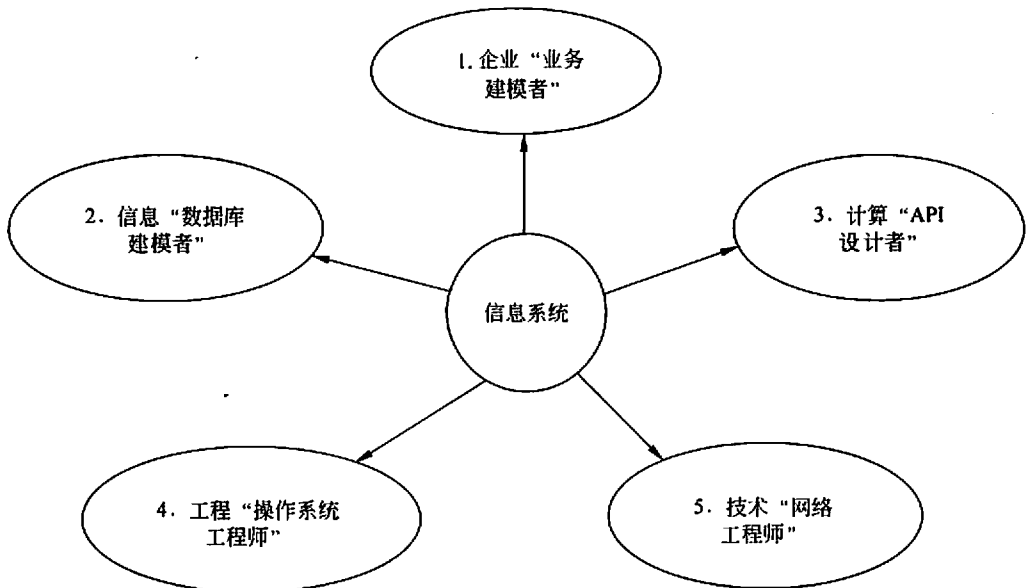 1.企业“业务
建模者”
2. 信息“数据库
建模者”
3. 计算“API
设计者”
信息系统
4. 工程“操作系统
工程师”
5. 技术“网络
工程师”